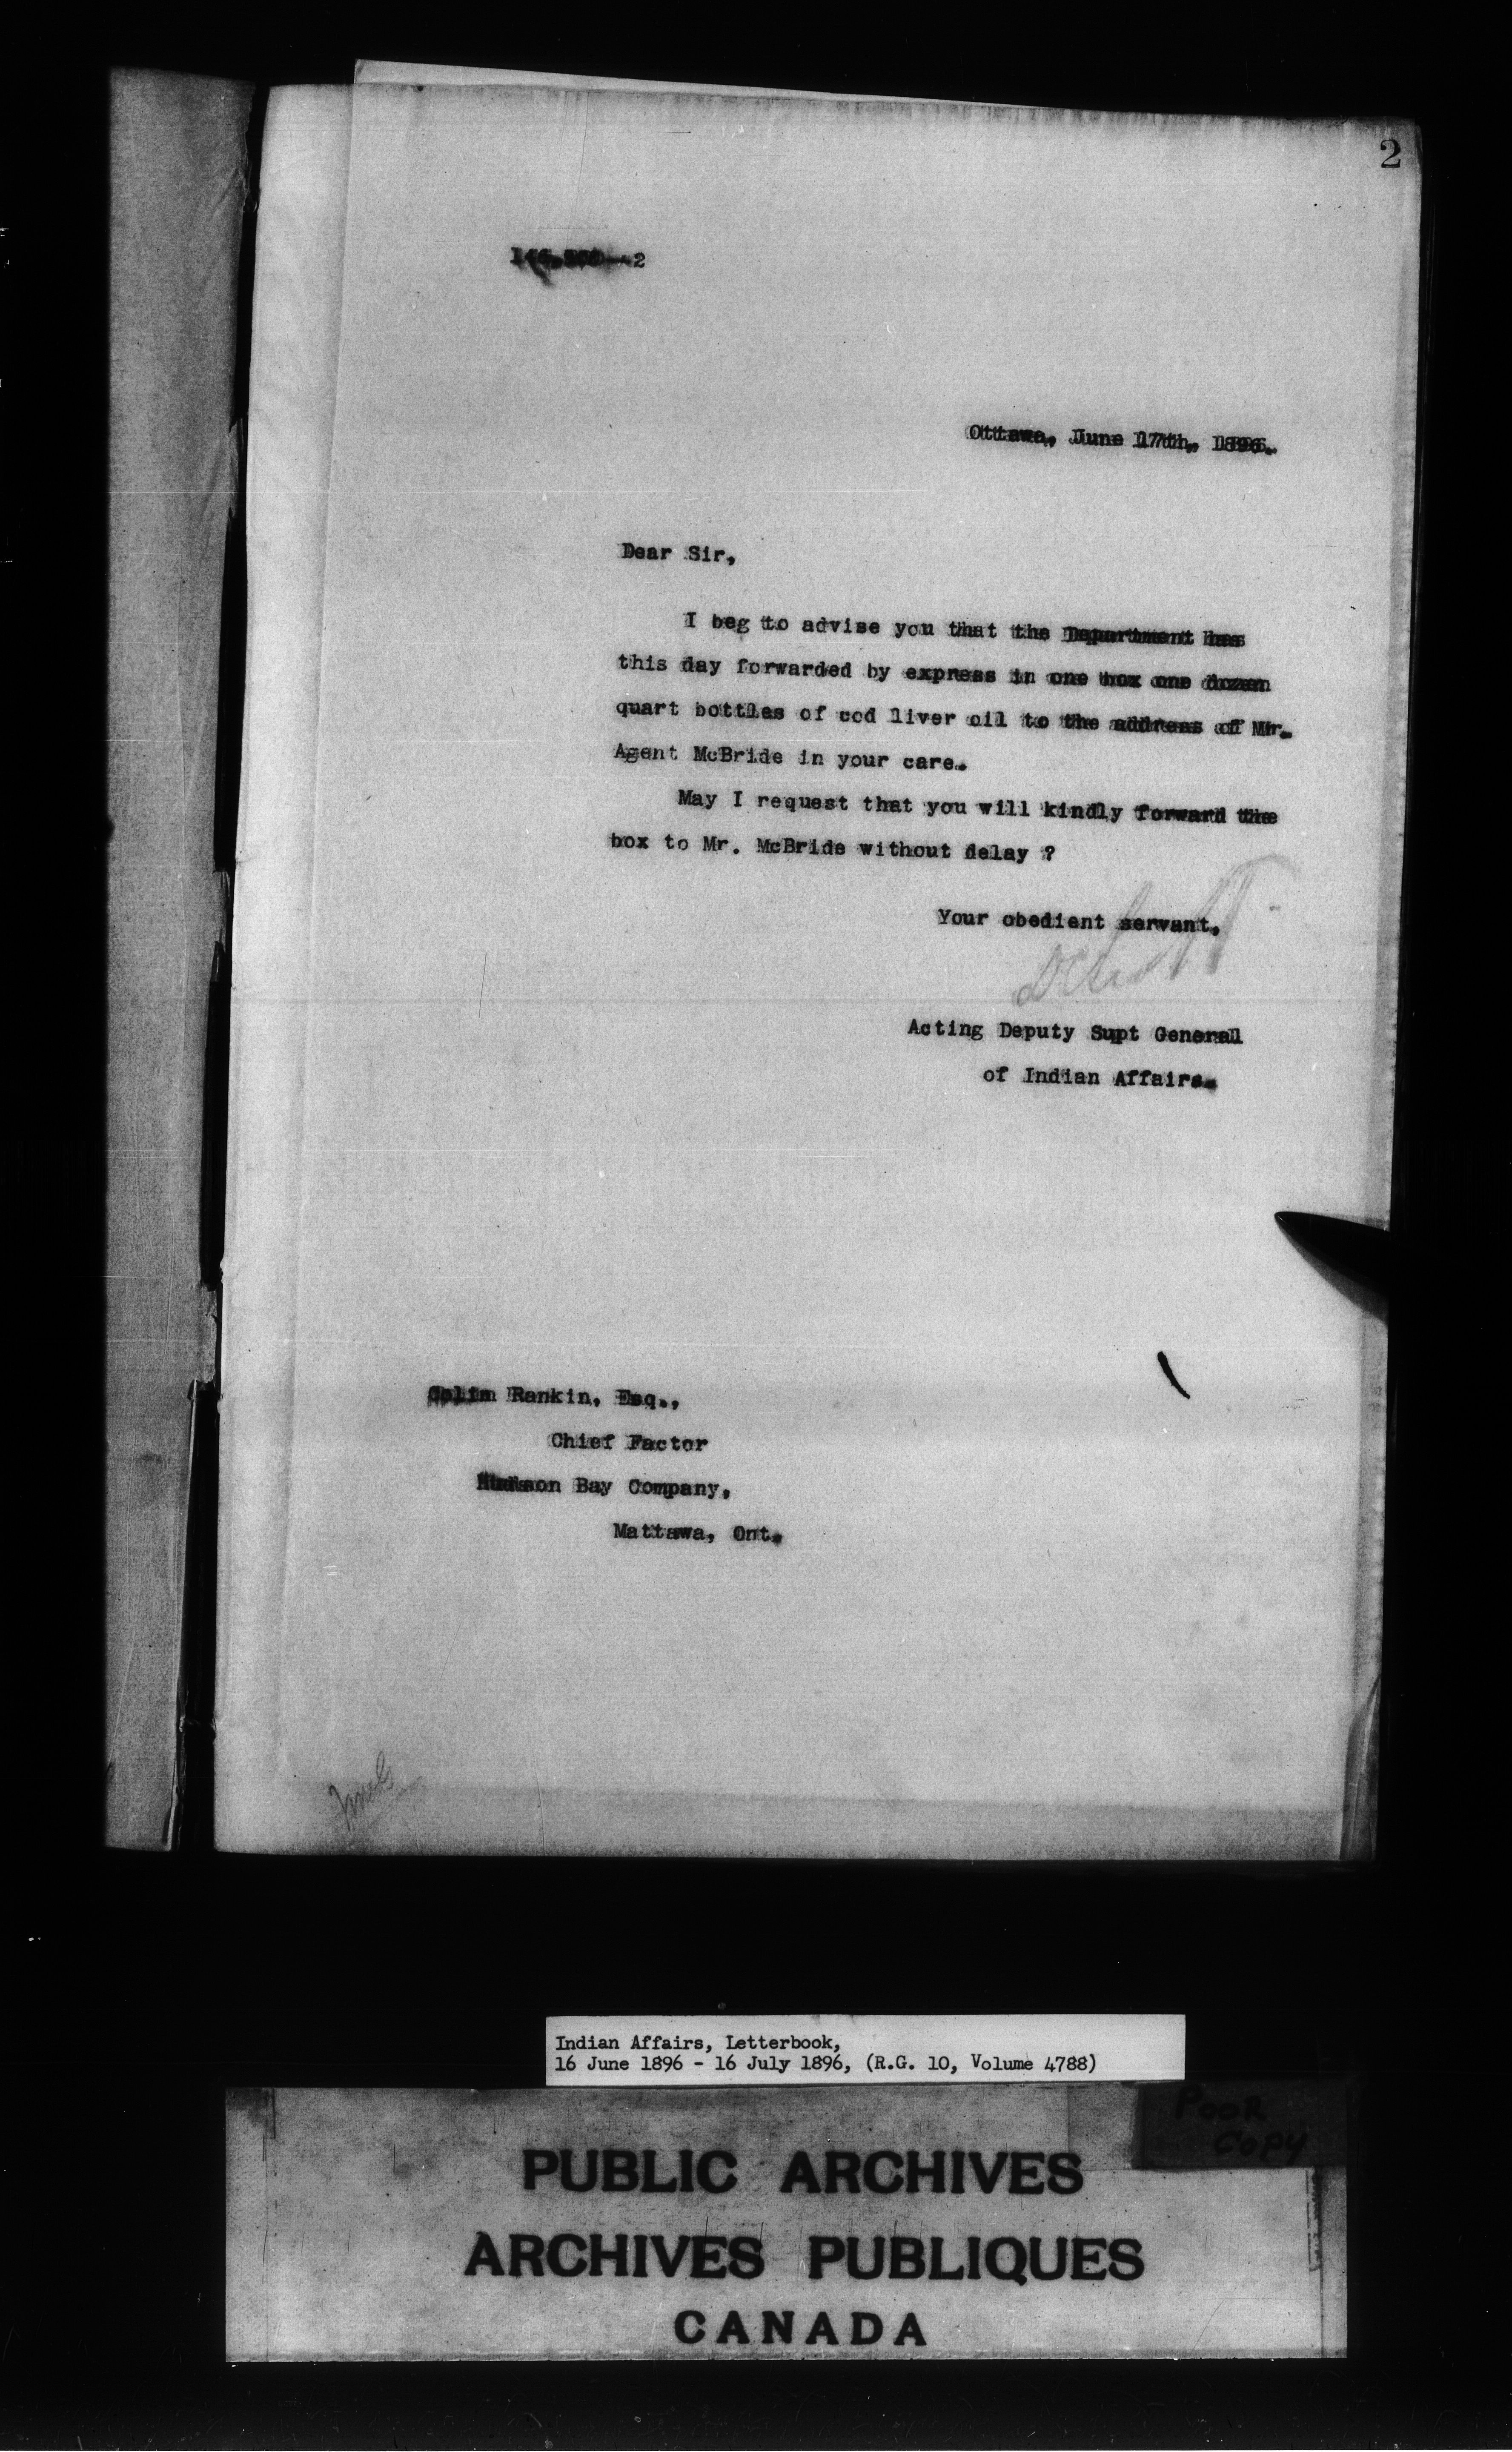 2
Ottawa, June 17th, 1896.
Dear Sir,
I beg to advise you that the Department has
this day forwarded by express in one box one dozen
quart bottles of cod liver oil to the address of Mr.
Agent McBride in your care.
May I request that you will kindly forward the
box to Mr. McBride without delay ?
Your obedient servant,
Acting Deputy Supt General
of Indian Affairs.
Colin Rankin, Esq.,
Chief Factor
Hudson Bay Company,
Mattawa, Ont.
Indian Affairs, Letterbook,
16 June 1896 - 16 July 1896, (R.G. 10, Volume 4788)
POOR
COPY
PUBLIC ARCHIVES
ARCHIVES PUBLIQUES
CANADA